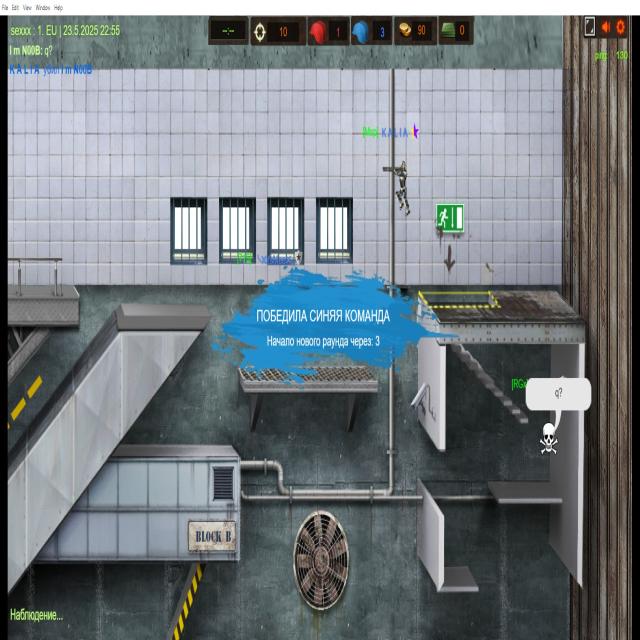 File Edit View Window Help
sexxx : 1. EU | 23.5.2025 22:55
--:-- 10 1 3 90 0
I m N00B: q?
ping: 130
K A L I A убил I m N00B
K A L I A
ПОБЕДИЛА СИНЯЯ КОМАНДА
Начало нового раунда через: 3
q?
BLOCK B
Наблюдение...